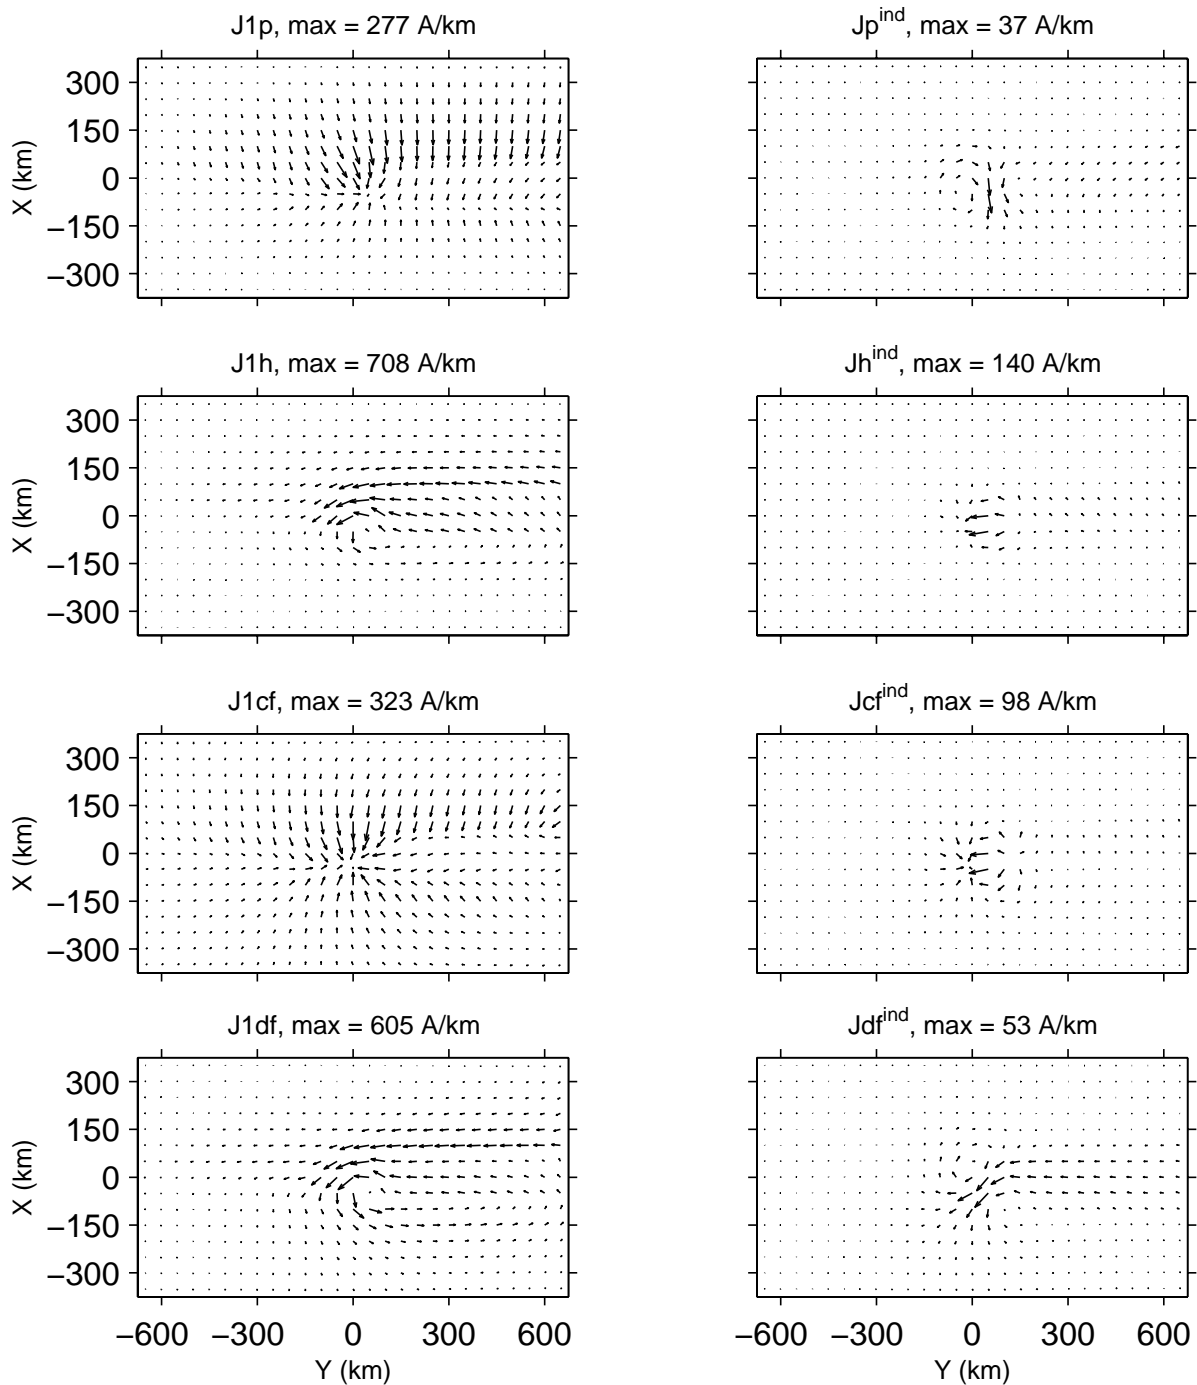 J1p, max = 277 A/km
Jp^ind, max = 37 A/km
300
150
0
−150
−300
X (km)
J1h, max = 708 A/km
Jh^ind, max = 140 A/km
300
150
0
−150
−300
X (km)
J1cf, max = 323 A/km
Jcf^ind, max = 98 A/km
300
150
0
−150
−300
X (km)
J1df, max = 605 A/km
Jdf^ind, max = 53 A/km
300
150
0
−150
−300
X (km)
−600 −300 0 300 600
Y (km)
−600 −300 0 300 600
Y (km)